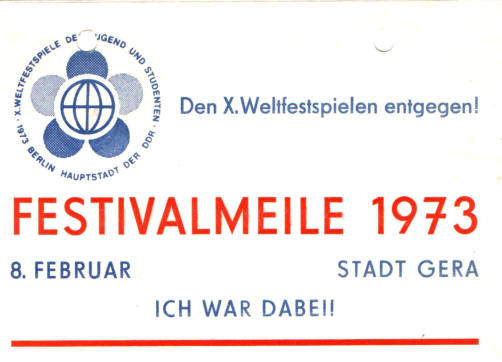 X.WELTFESTSPIELE DER JUGEND UND STUDENTEN
· 1973 BERLIN HAUPTSTADT DER DDR ·
Den X.Weltfestspielen entgegen!
FESTIVALMEILE 1973
8. FEBRUAR
STADT GERA
ICH WAR DABEI!